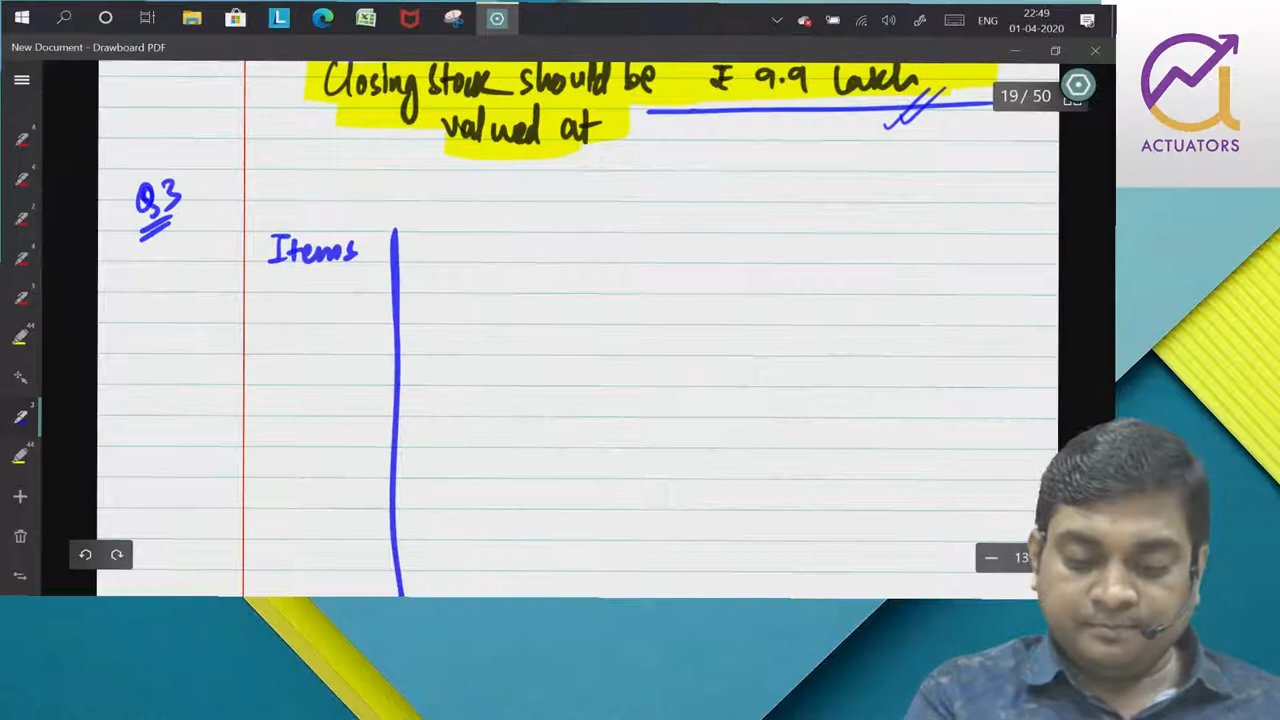 22:49
ENG
01-04-2020
New Document - Drawboard PDF
Closing Stock should be ₹ 9.9 Lakh
valued at
19 / 50
ACTUATORS
Q3
Items
13